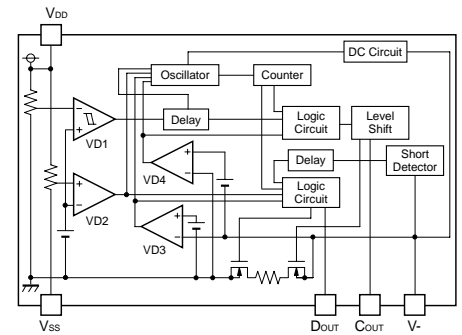 VDD
DC Circuit
Oscillator
Counter
Delay
Logic
Circuit
Level
Shift
VD1
VD4
Delay
Short
Detector
Logic
Circuit
VD2
VD3
VSS
DOUT
COUT
V-